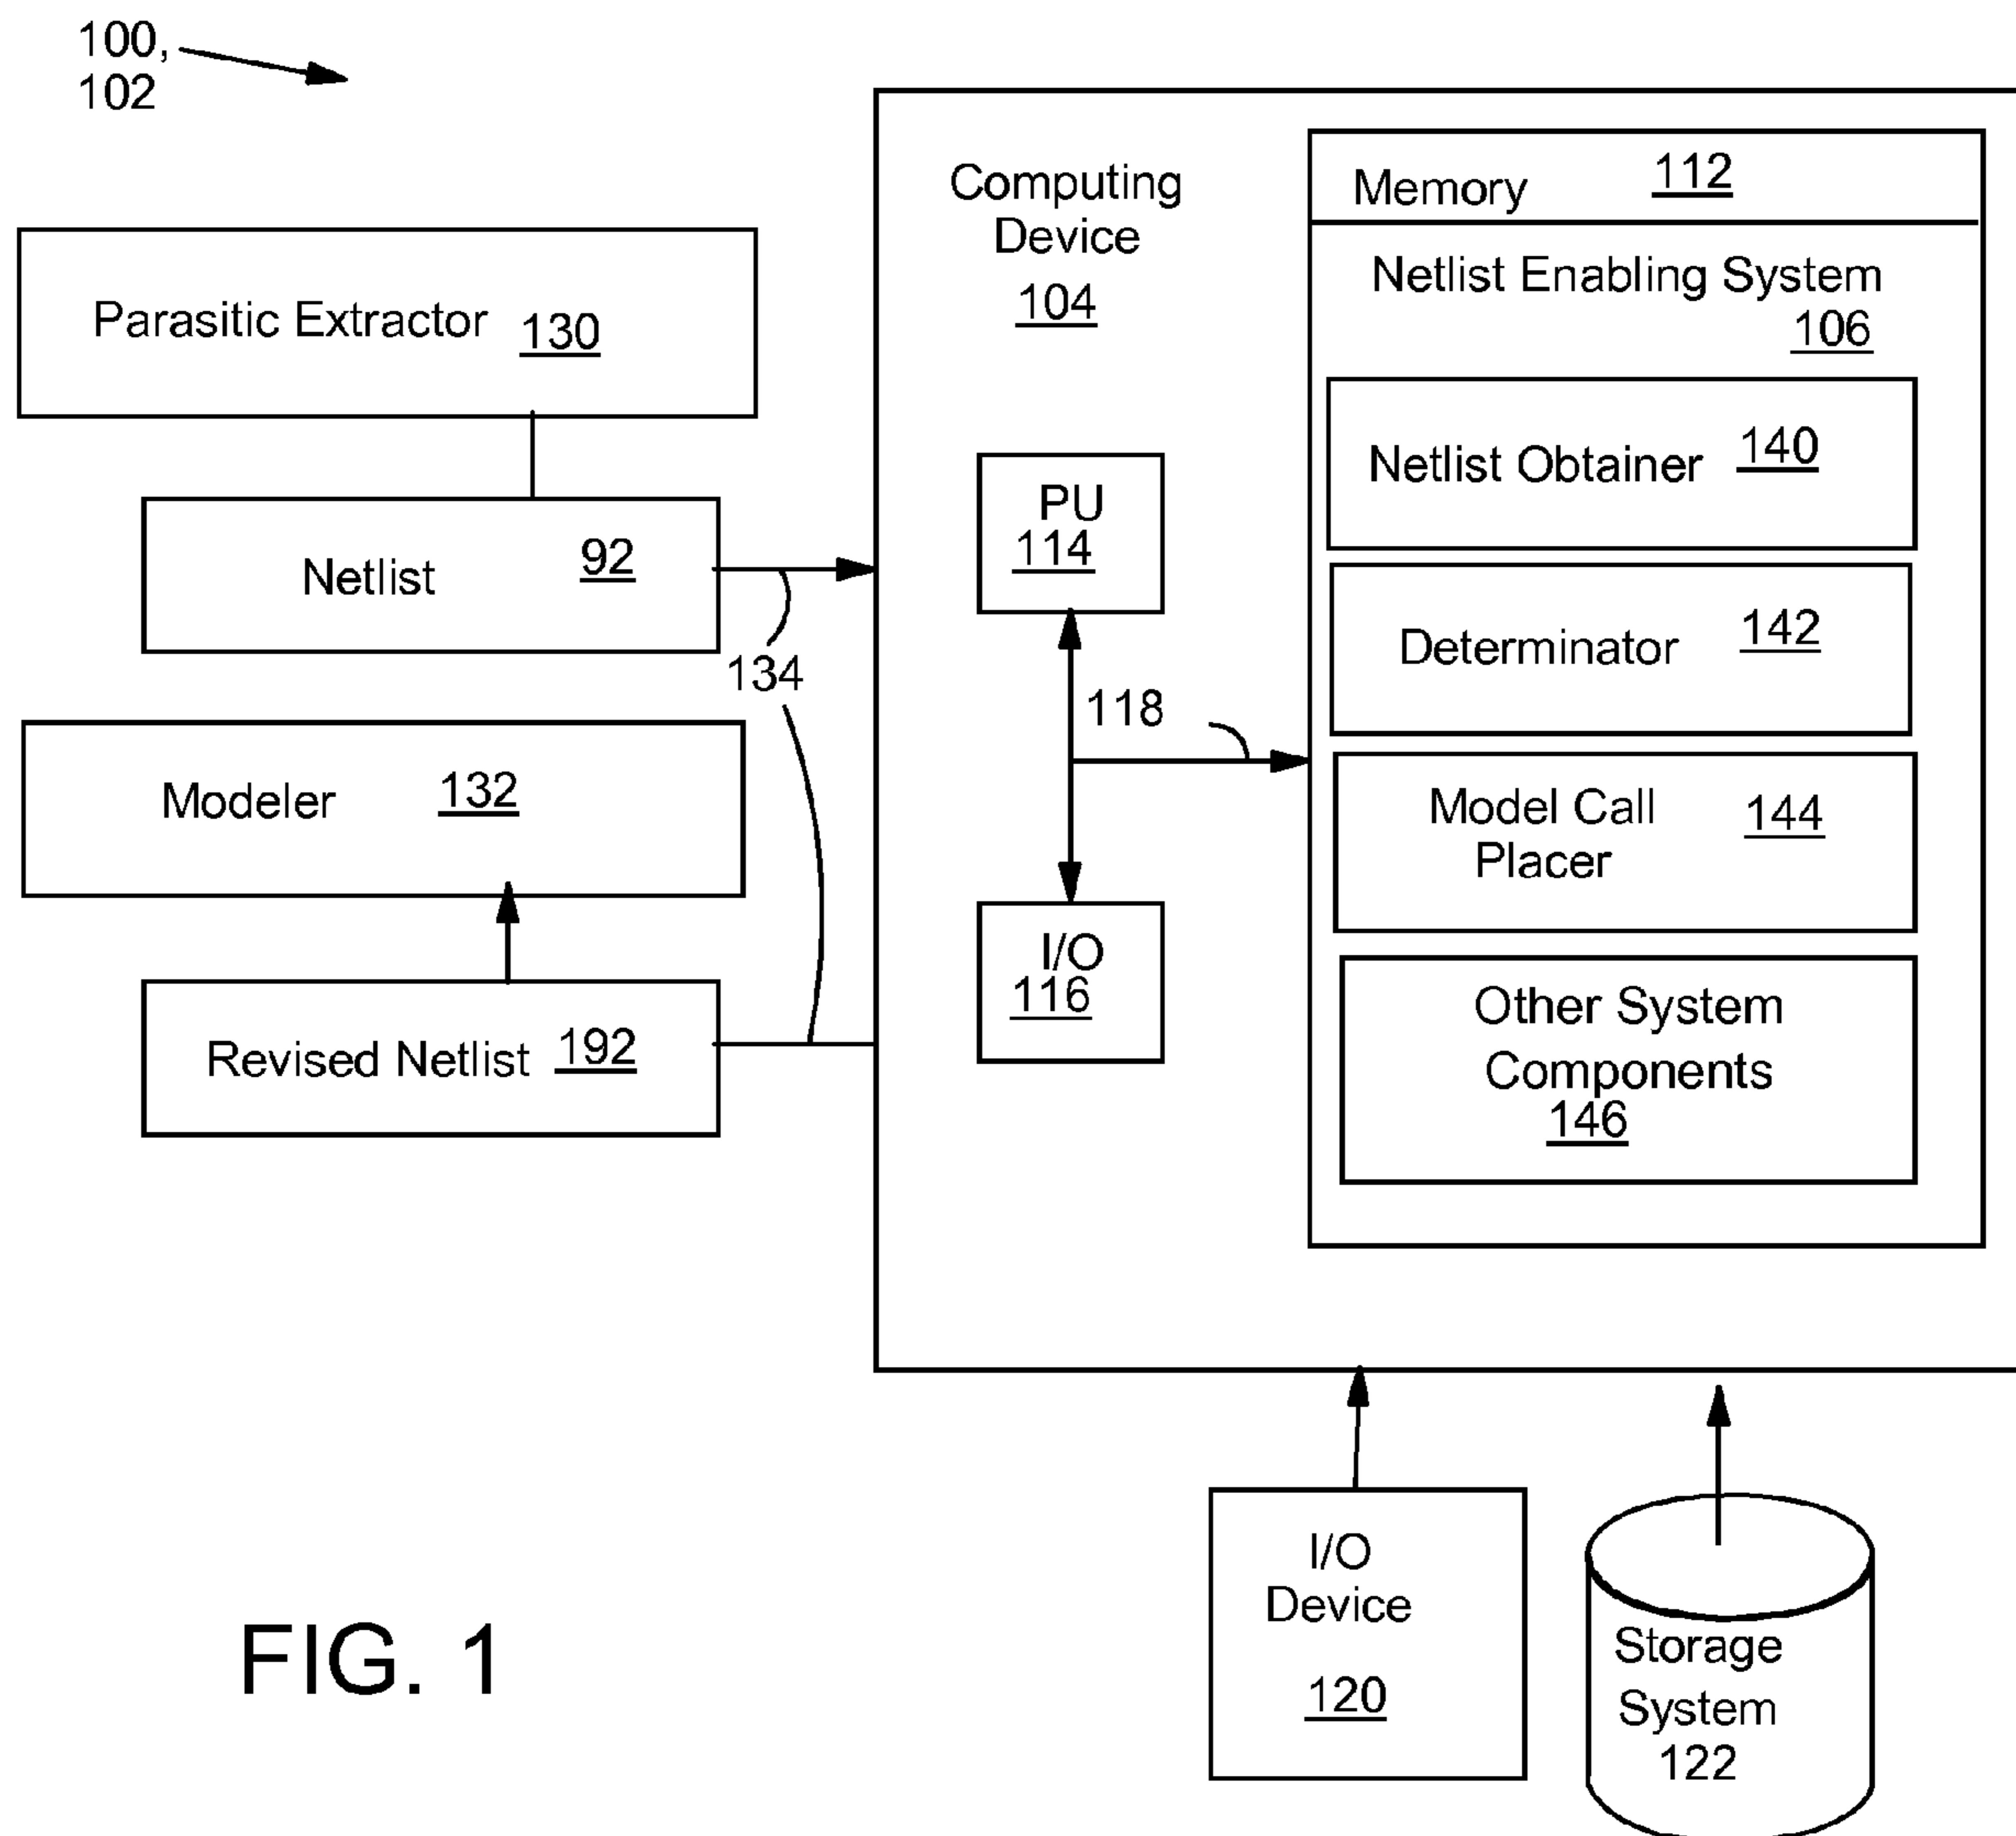 100,
102
Parasitic Extractor 130
Netlist 92
134
Modeler 132
Revised Netlist 192
Computing
Device
104
PU
114
118
I/O
116
Memory 112
Netlist Enabling System
106
Netlist Obtainer 140
Determinator 142
Model Call 144
Placer
Other System
Components
146
I/O
Device
120
Storage
System
122
FIG. 1